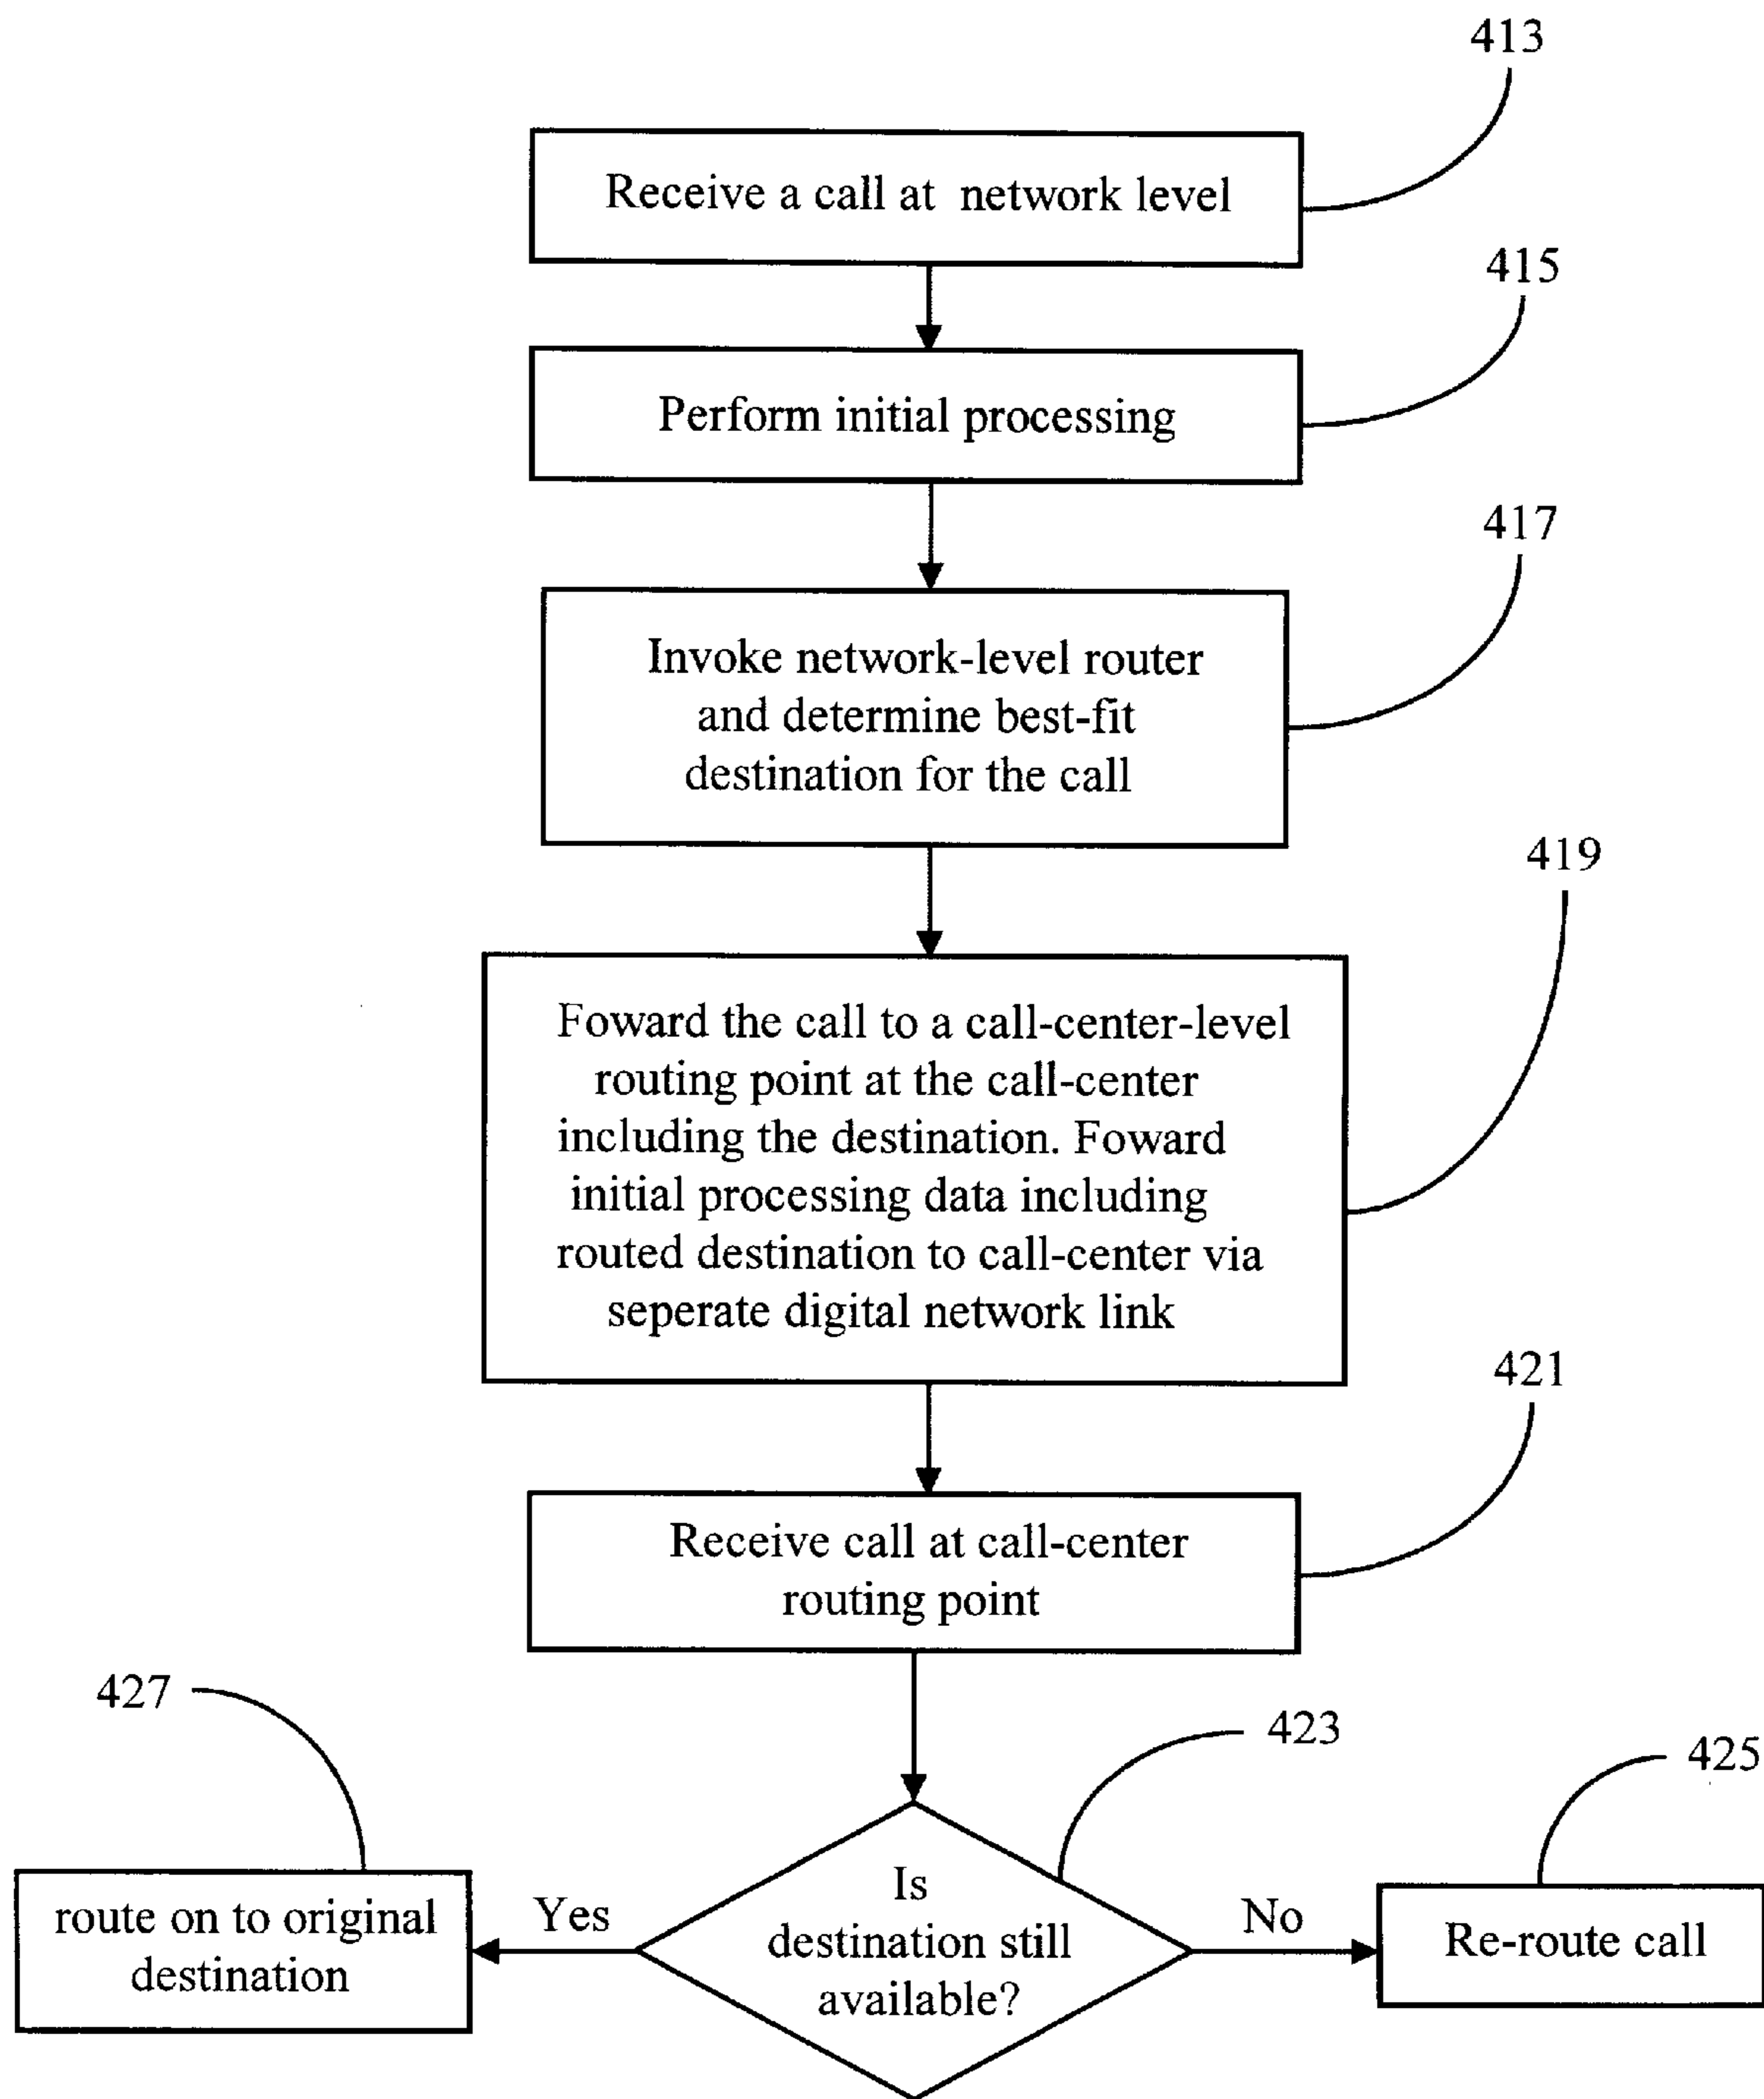 413
Receive a call at network level
415
Perform initial processing
417
Invoke network-level router
and determine best-fit
destination for the call
419
Foward the call to a call-center-level
routing point at the call-center
including the destination. Foward
initial processing data including
routed destination to call-center via
seperate digital network link
421
Receive call at call-center
routing point
427
423
425
Is
destination still
available?
Yes
No
route on to original
destination
Re-route call